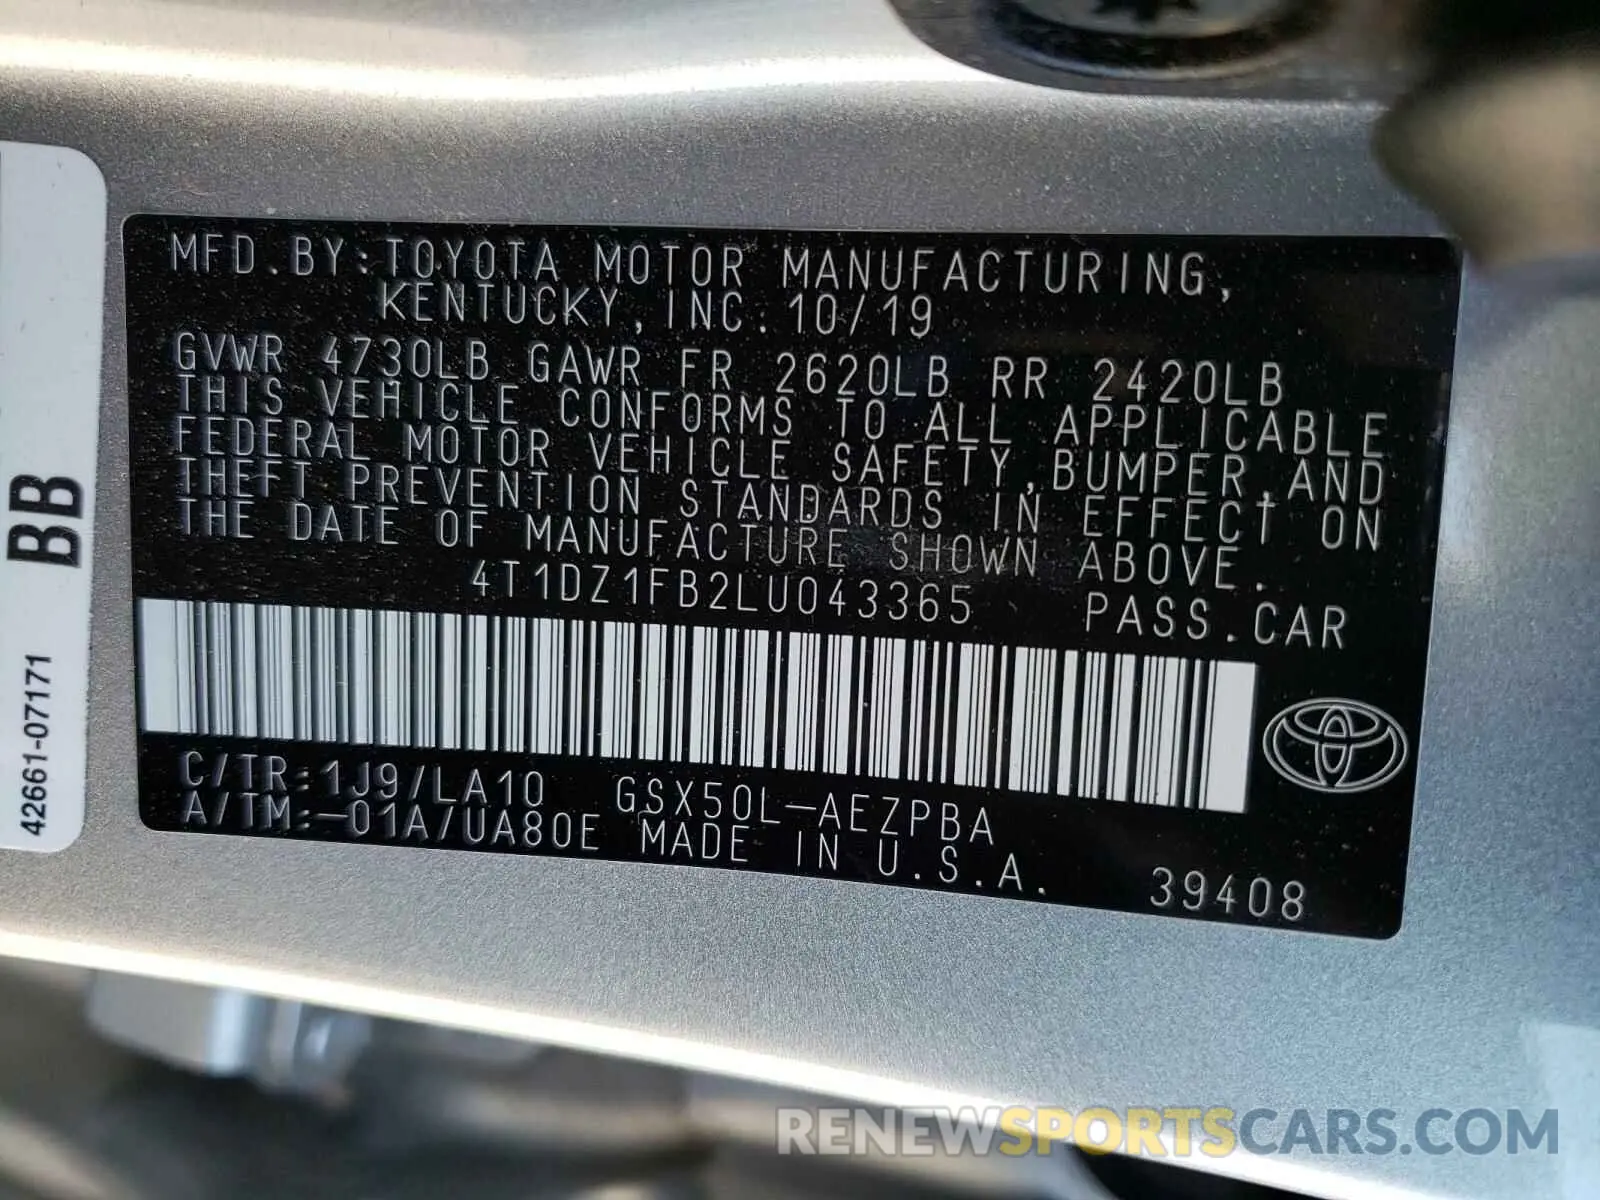 MFD.BY:TOYOTA MOTOR MANUFACTURING,
KENTUCKY,INC. 10/19
GVWR 4730LB GAWR FR 2620LB RR 2420LB
THIS VEHICLE CONFORMS TO ALL APPLICABLE
FEDERAL MOTOR VEHICLE SAFETY,BUMPER,AND
THEFT PREVENTION STANDARDS IN EFFECT ON
THE DATE OF MANUFACTURE SHOWN ABOVE.
4T1DZ1FB2LU043365 PASS.CAR
C/TR:1J9/LA10 GSX50L-AEZPBA
A/TM:-01A/UA80E MADE IN U.S.A.
39408
BB
42661-07171
RENEWSPORTSCARS.COM